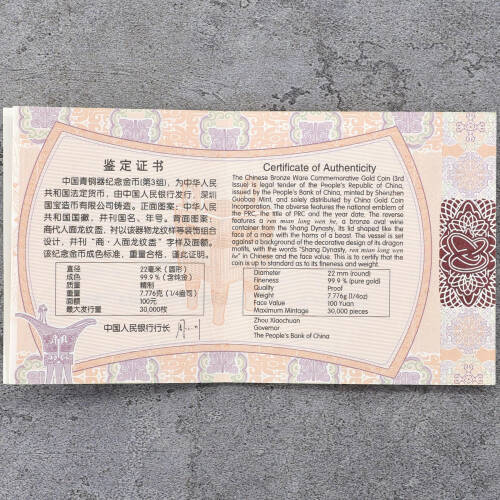 鉴定证书
中国青铜器纪念金币(第3组), 为中华人民
共和国法定货币, 由中国人民银行发行, 深圳
国宝造币有限公司铸造。正面图案: 中华人民
共和国国徽, 并刊国名、年号。背面图案:
商代人面龙纹盉, 衬以该器物龙纹样等装饰组合
设计, 并刊“商·人面龙纹盉”字样及面额。
该纪念金币成色标准, 重量合格, 谨此证明。
直径 22毫米 (圆形)
成色 99.9％ (含纯金)
质量 精制
重量 7.776克 (1/4盎司)
面额 100元
最大发行量 30,000枚
中国人民银行行长
Certificate of Authenticity
The Chinese Bronze Ware Commemorative Gold Coin (3rd
Issue) is legal tender of the People's Republic of China,
issued by the People's Bank of China, minted by Shenzhen
Guobao Mint, and solely distributed by China Gold Coin
Incorporation. The obverse features the national emblem of
the PRC, the title of PRC and the year date. The reverse
features a ren mian long wen he, a bronze oval wine
container from the Shang Dynasty, its lid shaped like the
face of a man with the horns of a beast. The vessel is set
against a background of the decorative design of its dragon
motifs, with the words "Shang Dynasty, ren mian long wen
he" in Chinese and the face value. This is to certify that the
coin is up to standard as to its fineness and weight.
Diameter 22 mm (round)
Fineness 99.9 % (pure gold)
Quality Proof
Weight 7.776g (1/4oz)
Face Value 100 Yuan
Maximum Mintage 30,000 pieces
Zhou Xiaochuan
Governor
The People's Bank of China